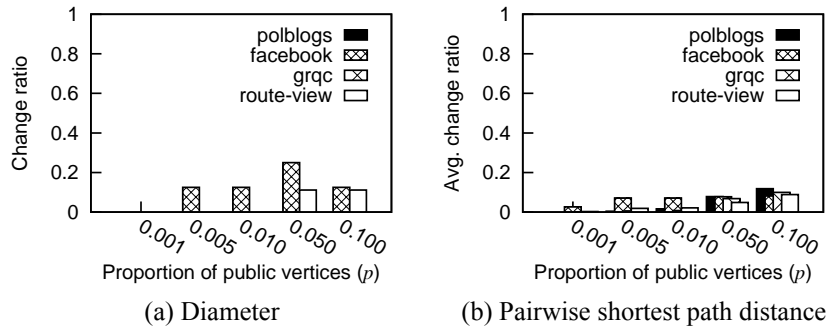 Change ratio
1
0.8
0.6
0.4
0.2
0
polblogs
facebook
grqc
route-view
0.001
0.005
0.010
0.050
0.100
Proportion of public vertices (p)
(a) Diameter
Avg. change ratio
1
0.8
0.6
0.4
0.2
0
polblogs
facebook
grqc
route-view
0.001
0.005
0.010
0.050
0.100
Proportion of public vertices (p)
(b) Pairwise shortest path distance